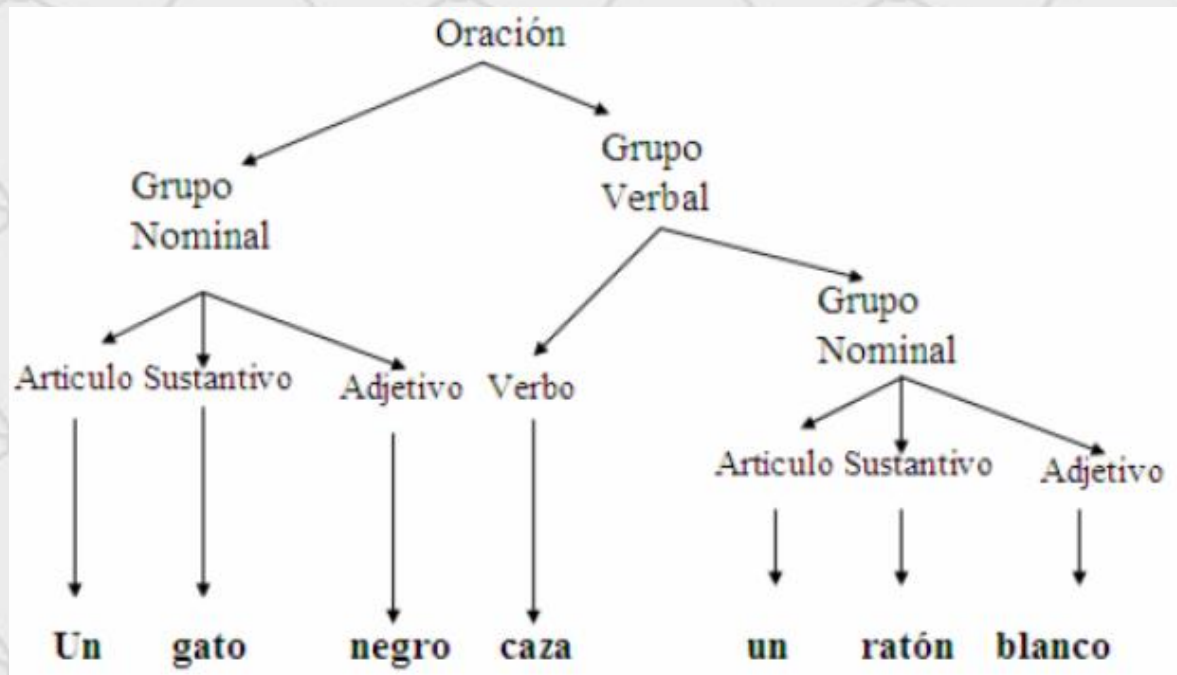 Oración
Grupo
Verbal
Grupo
Nominal
Grupo
Nominal
Articulo Sustantivo Adjetivo Verbo
Articulo Sustantivo Adjetivo
Un gato negro caza un ratón blanco